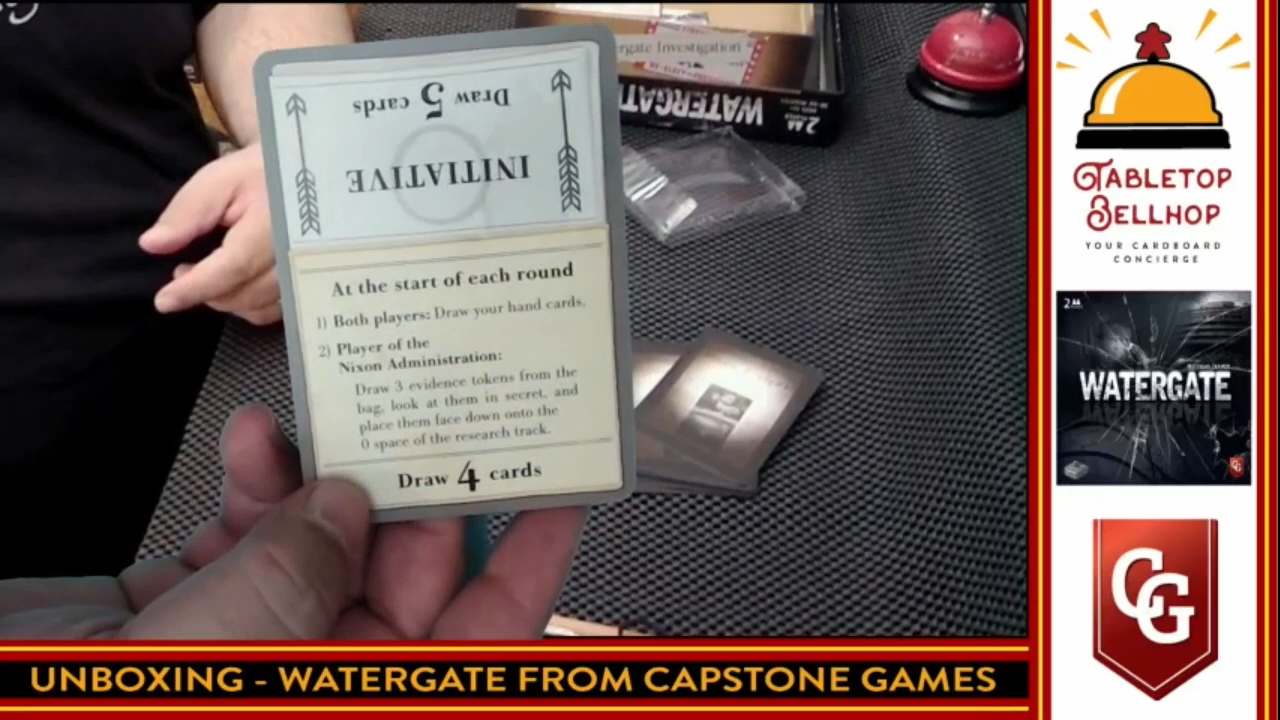 Draw 5 cards
INITIATIVE
At the start of each round
1) Both players: Draw your hand cards.
2) Player of the
Nixon Administration:
Draw 3 evidence tokens from the
bag, look at them in secret, and
place them face down onto the
0 space of the research track.
Draw 4 cards
Investigation
WATERGATE
2
TABLETOP
BELLHOP
YOUR CARDBOARD
CONCIERGE
2
WATERGATE
CG
UNBOXING - WATERGATE FROM CAPSTONE GAMES